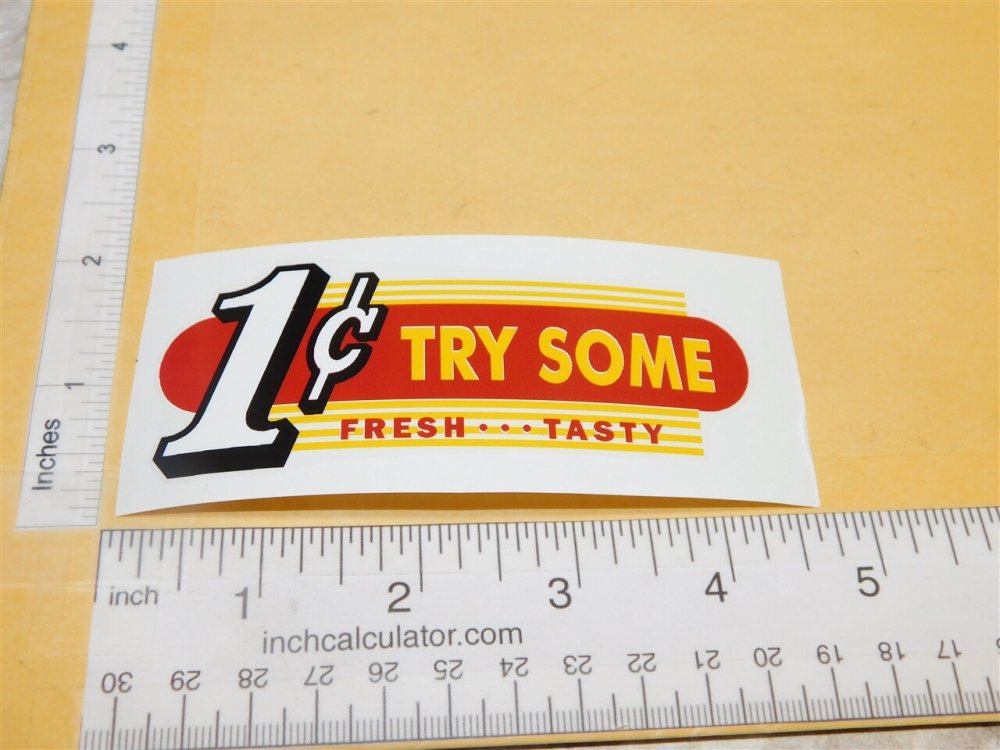 4
3
2
1
Inches
1¢ TRY SOME
FRESH • • • TASTY
inch 1 2 3 4 5
inchcalculator.com
30 29 28 27 26 25 24 23 22 21 20 19 18 17